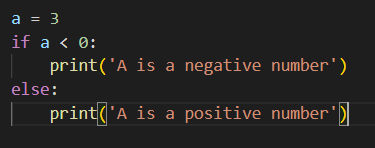 a = 3
if a < 0:
    print('A is a negative number')
else:
    print('A is a positive number')